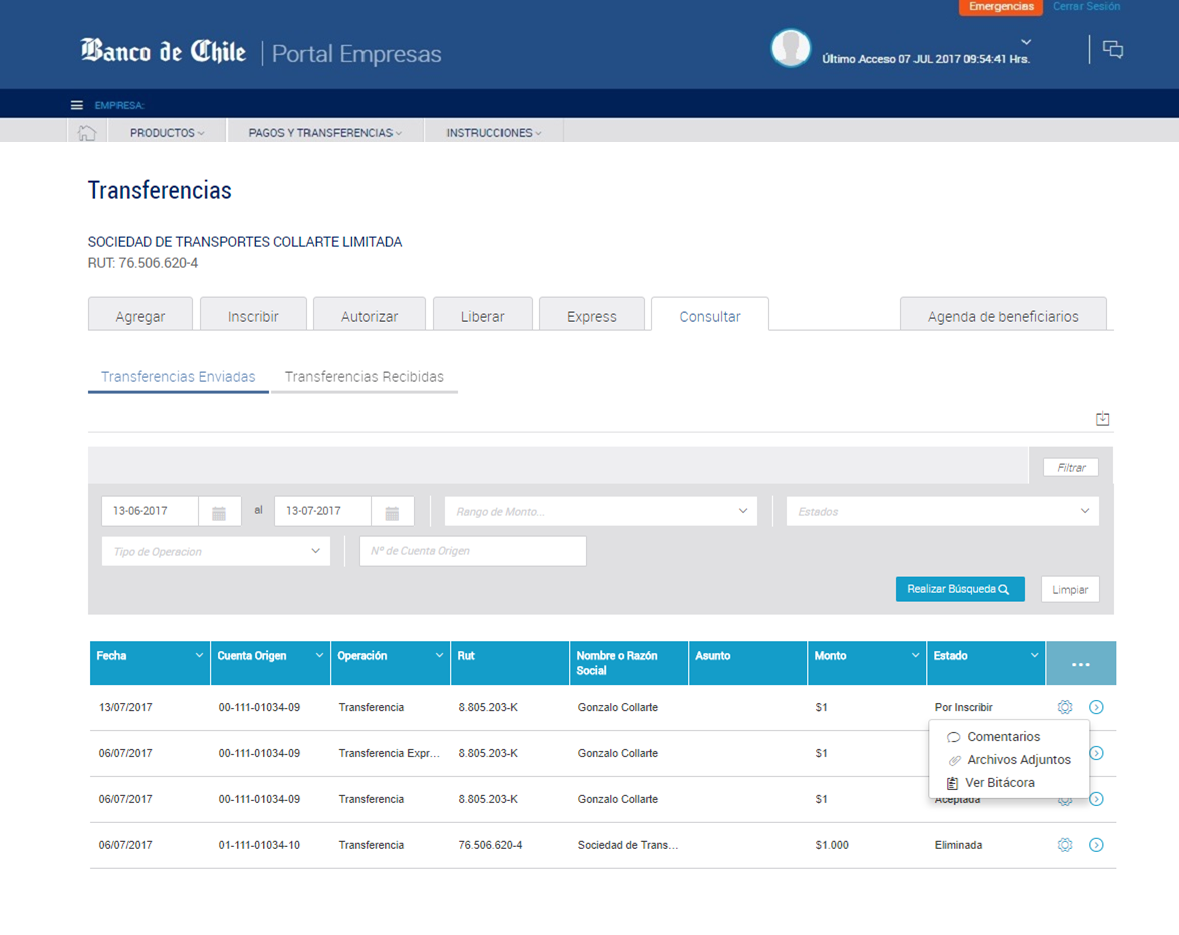 Emergencias Cerrar Sesión
Banco de Chile | Portal Empresas
Último Acceso 07 JUL 2017 09:54:41 Hrs.
EMPRESA:
PRODUCTOS PAGOS Y TRANSFERENCIAS INSTRUCCIONES
Transferencias
SOCIEDAD DE TRANSPORTES COLLARTE LIMITADA
RUT: 76.506.620-4
Agregar Inscribir Autorizar Liberar Express Consultar Agenda de beneficiarios
Transferencias Enviadas Transferencias Recibidas
Filtrar
13-06-2017 al 13-07-2017 Rango de Monto... Estados
Tipo de Operacion Nº de Cuenta Origen
Realizar Búsqueda Limpiar
Fecha Cuenta Origen Operación Rut Nombre o Razón Social Asunto Monto Estado ...
13/07/2017 00-111-01034-09 Transferencia 8.805.203-K Gonzalo Collarte $1 Por Inscribir
06/07/2017 00-111-01034-09 Transferencia Expr... 8.805.203-K Gonzalo Collarte $1
06/07/2017 00-111-01034-09 Transferencia 8.805.203-K Gonzalo Collarte $1 Aceptada
06/07/2017 01-111-01034-10 Transferencia 76.506.620-4 Sociedad de Trans... $1.000 Eliminada
Comentarios
Archivos Adjuntos
Ver Bitácora